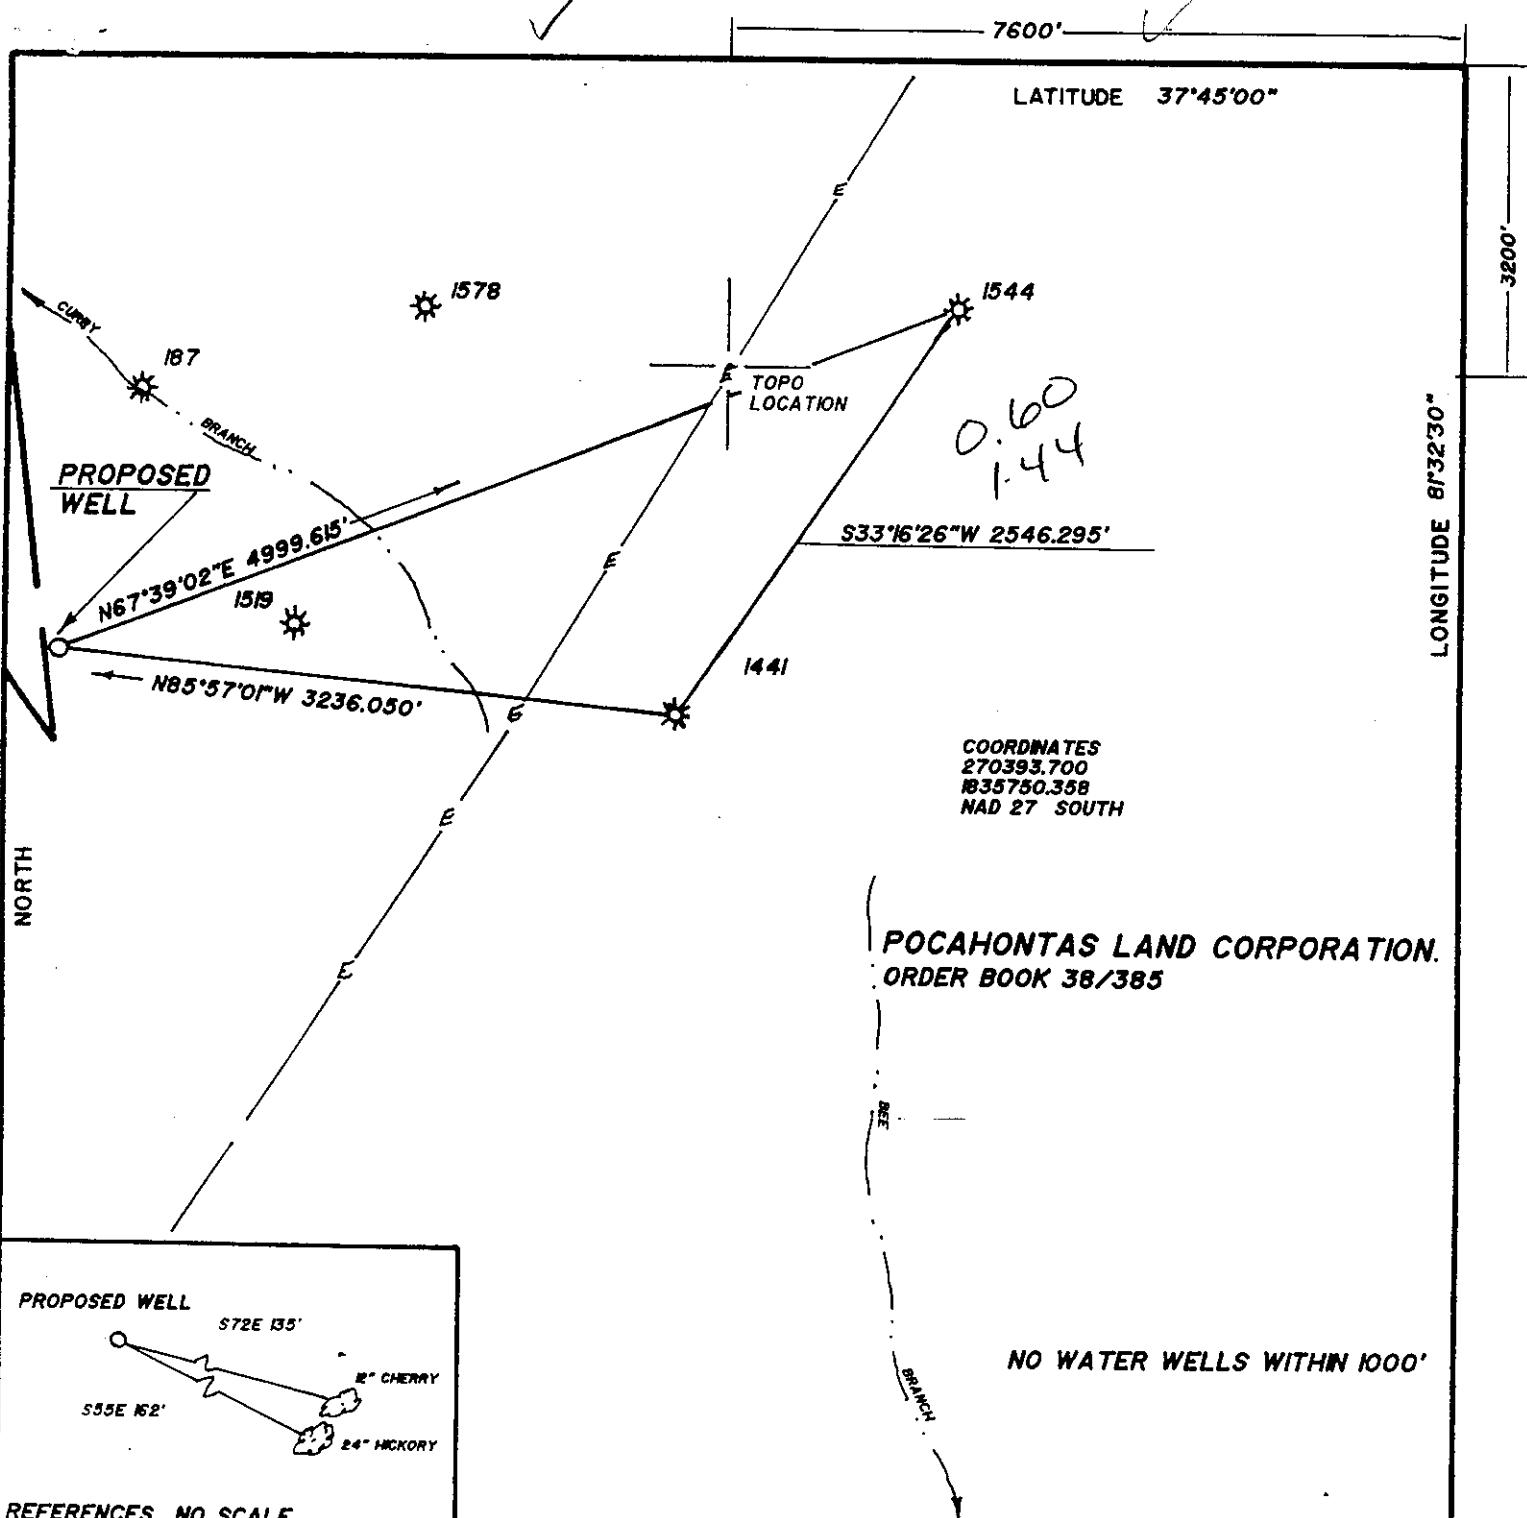 7600'
LATITUDE 37°45'00"
3200'
1578
1544
CURRY
187
BRANCH
E
E
TOPO
LOCATION
0.60
1.44
LONGITUDE 81°32'30"
PROPOSED
WELL
S33°16'26"W 2546.295'
N67°39'02"E 4999.615'
E
1519
1441
N85°57'01"W 3236.050'
E
COORDINATES
270393.700
1835750.358
NAD 27 SOUTH
E
NORTH
POCAHONTAS LAND CORPORATION.
ORDER BOOK 38/385
E
BEE
PROPOSED WELL
S72E 135'
NO WATER WELLS WITHIN 1000'
12" CHERRY
S55E 162'
BRANCH
24" HICKORY
REFERENCES NO SCALE